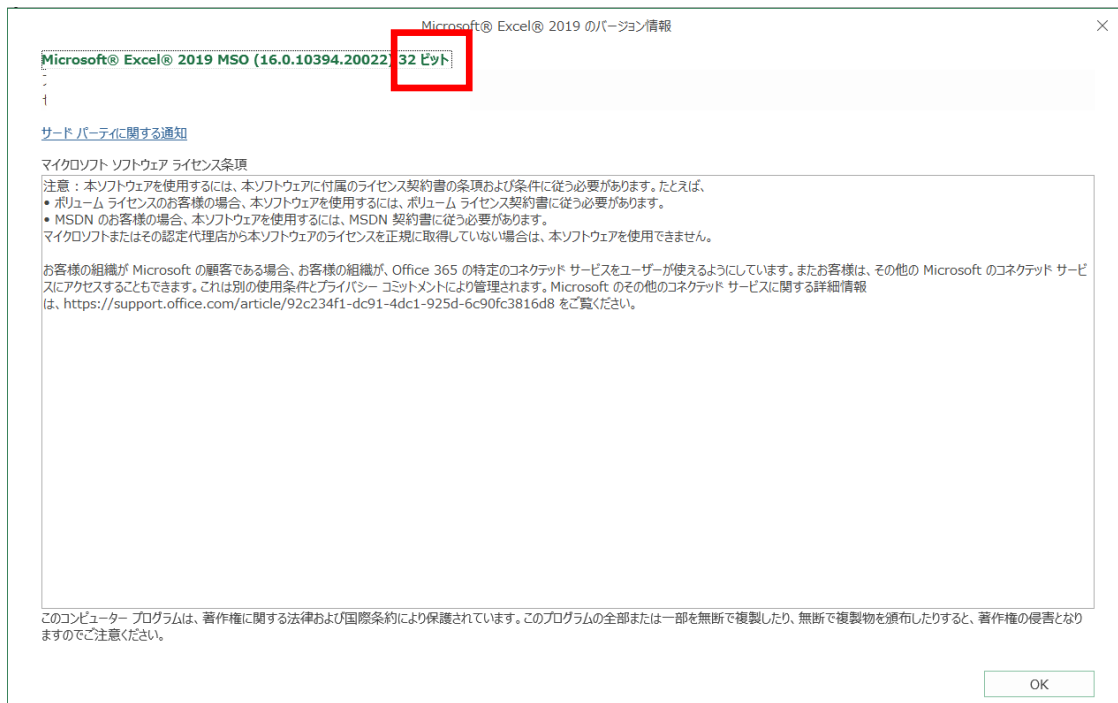 Microsoft® Excel® 2019 のバージョン情報
Microsoft® Excel® 2019 MSO (16.0.10394.20022) 32 ビット
サード パーティに関する通知
マイクロソフト ソフトウェア ライセンス条項
注意：本ソフトウェアを使用するには、本ソフトウェアに付属のライセンス契約書の条項および条件に従う必要があります。たとえば、
• ボリューム ライセンスのお客様の場合、本ソフトウェアを使用するには、ボリューム ライセンス契約書に従う必要があります。
• MSDN のお客様の場合、本ソフトウェアを使用するには、MSDN 契約書に従う必要があります。
マイクロソフトまたはその認定代理店から本ソフトウェアのライセンスを正規に取得していない場合は、本ソフトウェアを使用できません。
お客様の組織が Microsoft の顧客である場合、お客様の組織が、Office 365 の特定のコネクテッド サービスをユーザーが使えるようにしています。またお客様は、その他の Microsoft のコネクテッド サービ
スにアクセスすることもできます。これは別の使用条件とプライバシー コミットメントにより管理されます。Microsoft のその他のコネクテッド サービスに関する詳細情報
は、https://support.office.com/article/92c234f1-dc91-4dc1-925d-6c90fc3816d8 をご覧ください。
このコンピューター プログラムは、著作権に関する法律および国際条約により保護されています。このプログラムの全部または一部を無断で複製したり、無断で複製物を頒布したりすると、著作権の侵害となり
ますのでご注意ください。
OK